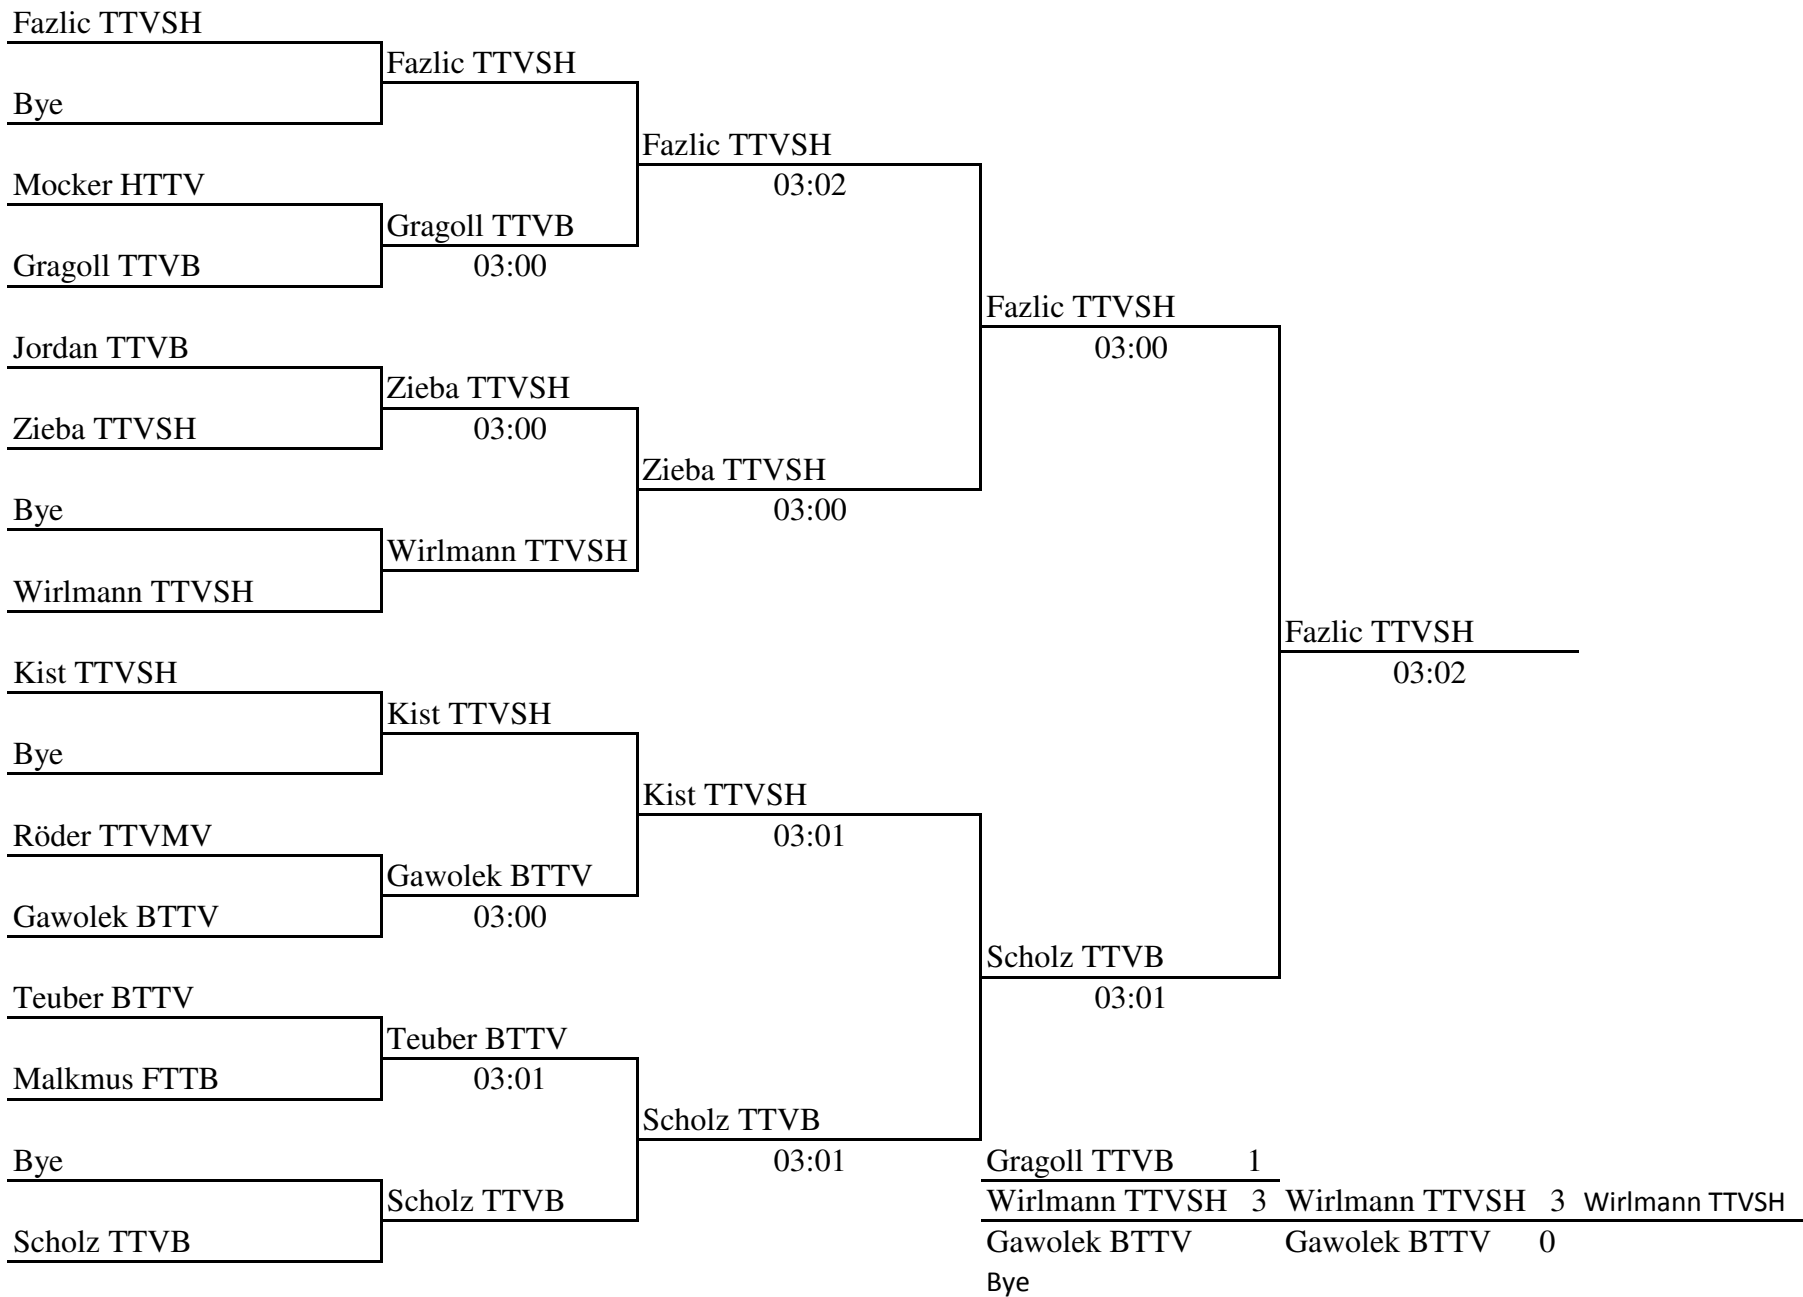 Fazlic TTVSH
Fazlic TTVSH
Bye
Fazlic TTVSH
Mocker HTTV
03:02
Gragoll TTVB
Gragoll TTVB
03:00
Fazlic TTVSH
Jordan TTVB
03:00
Zieba TTVSH
Zieba TTVSH
03:00
Zieba TTVSH
Bye
03:00
Wirlmann TTVSH
Wirlmann TTVSH
Fazlic TTVSH
Kist TTVSH
03:02
Kist TTVSH
Bye
Kist TTVSH
Röder TTVMV
03:01
Gawolek BTTV
Gawolek BTTV
03:00
Scholz TTVB
Teuber BTTV
03:01
Teuber BTTV
Malkmus FTTB
03:01
Scholz TTVB
Bye
03:01
Gragoll TTVB 1
Scholz TTVB
Wirlmann TTVSH 3 Wirlmann TTVSH 3 Wirlmann TTVSH
Scholz TTVB
Gawolek BTTV Gawolek BTTV 0
Bye